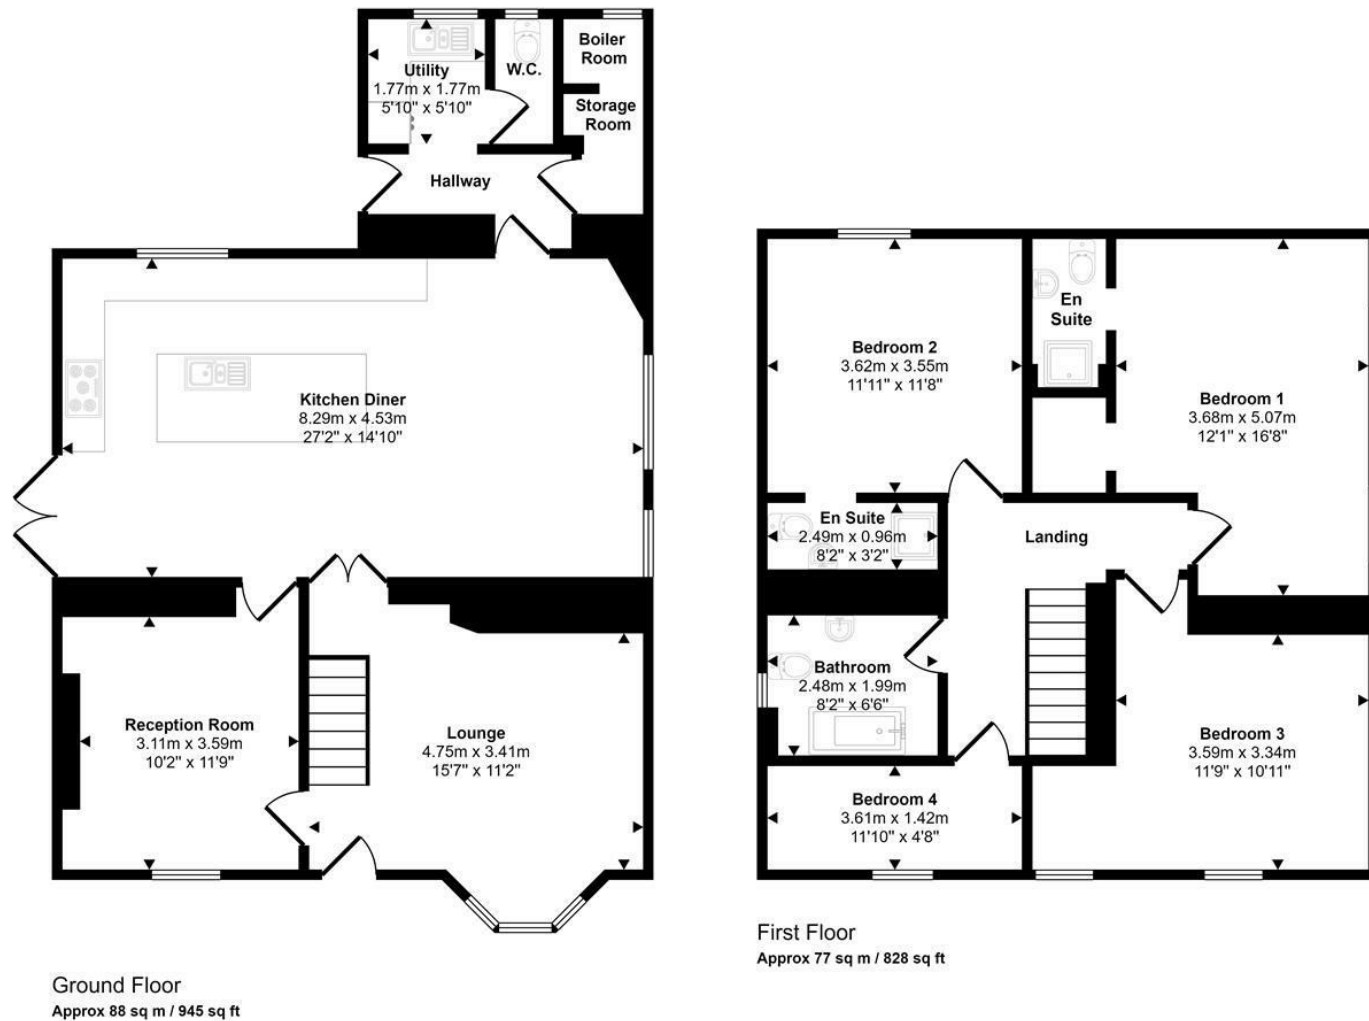 Utility
1.77m x 1.77m
5'10" x 5'10"
W.C.
Boiler
Room
Storage
Room
Hallway
Kitchen Diner
8.29m x 4.53m
27'2" x 14'10"
Reception Room
3.11m x 3.59m
10'2" x 11'9"
Lounge
4.75m x 3.41m
15'7" x 11'2"
Ground Floor
Approx 88 sq m / 945 sq ft
Bedroom 2
3.62m x 3.55m
11'11" x 11'8"
En
Suite
Bedroom 1
3.68m x 5.07m
12'1" x 16'8"
En Suite
2.49m x 0.96m
8'2" x 3'2"
Landing
Bathroom
2.48m x 1.99m
8'2" x 6'6"
Bedroom 3
3.59m x 3.34m
11'9" x 10'11"
Bedroom 4
3.61m x 1.42m
11'10" x 4'8"
First Floor
Approx 77 sq m / 828 sq ft